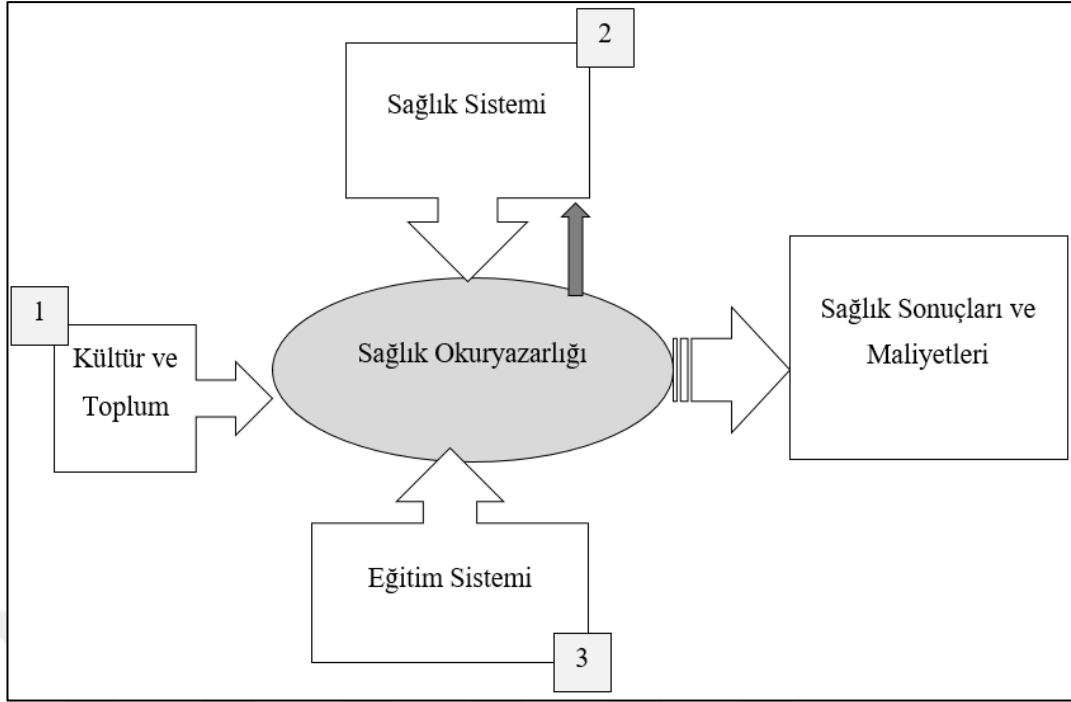 2
Sağlık Sistemi
1
Kültür ve
Toplum
Sağlık Okuryazarlığı
Sağlık Sonuçları ve
Maliyetleri
Eğitim Sistemi
3